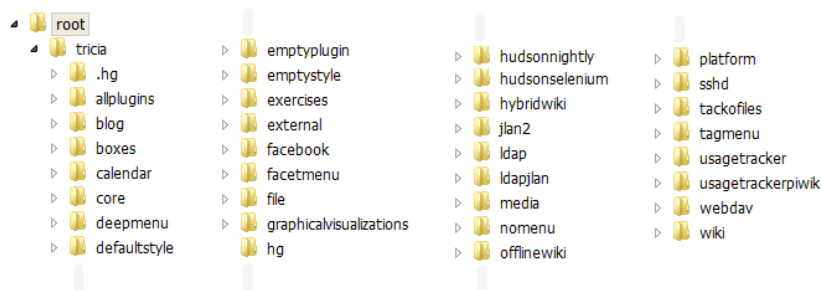 root
tricia
.hg
allplugins
blog
boxes
calendar
core
deepmenu
defaultstyle
emptyplugin
emptystyle
exercises
external
facebook
facetmenu
file
graphicalvisualizations
hg
hudsonnightly
hudsonselenium
hybridwiki
jlan2
ldap
ldapjlan
media
nomenu
offlinewiki
platform
sshd
tackofiles
tagmenu
usagetracker
usagetrackerpiwik
webdav
wiki